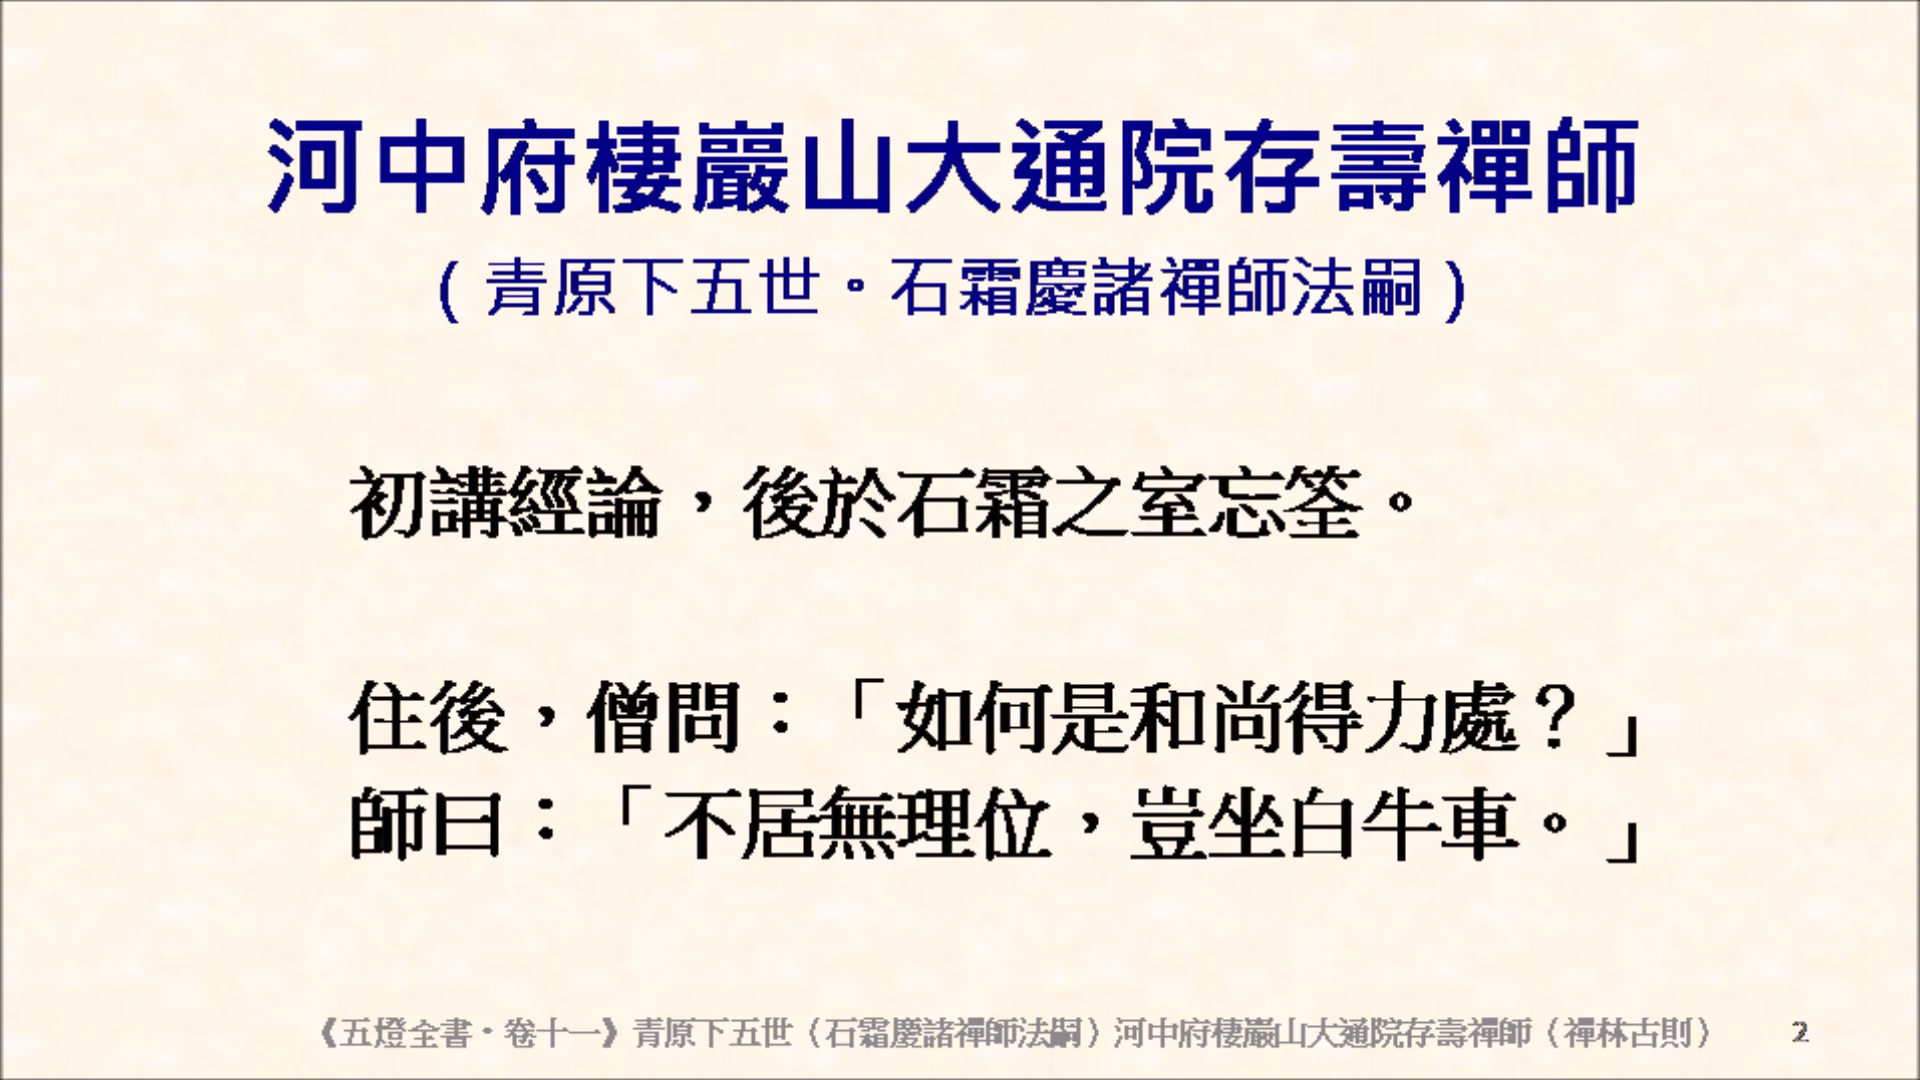 河中府棲巖山大通院存壽禪師
（青原下五世。石霜慶諸禪師法嗣）
初講經論，後於石霜之室忘筌。
住後，僧問：「如何是和尚得力處？」
師曰：「不居無理位，豈坐白牛車。」
《五燈全書・卷十一》青原下五世（石霜慶諸禪師法嗣）河中府棲巖山大通院存壽禪師（禪林古則） 2